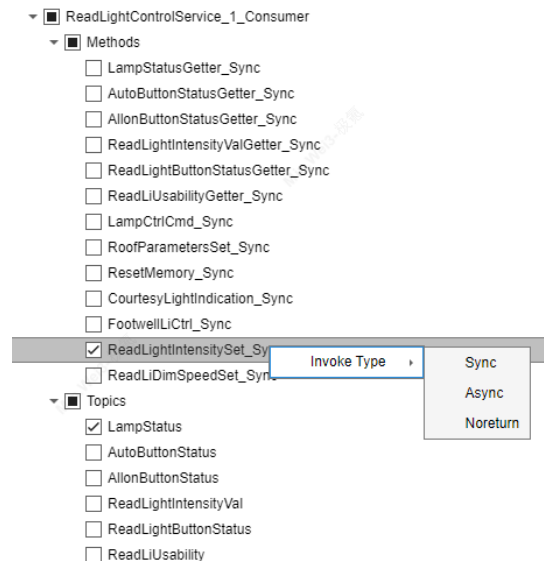 ReadLightControlService_1_Consumer
Methods
LampStatusGetter_Sync
AutoButtonStatusGetter_Sync
AllonButtonStatusGetter_Sync
ReadLightIntensityValGetter_Sync
ReadLightButtonStatusGetter_Sync
ReadLiUsabilityGetter_Sync
LampCtrlCmd_Sync
RoofParametersSet_Sync
ResetMemory_Sync
CourtesyLightIndication_Sync
FootwellLiCtrl_Sync
ReadLightIntensitySet_Sy
Invoke Type
Sync
Async
Noreturn
ReadLiDimSpeedSet_Sync
Topics
LampStatus
AutoButtonStatus
AllonButtonStatus
ReadLightIntensityVal
ReadLightButtonStatus
ReadLiUsability